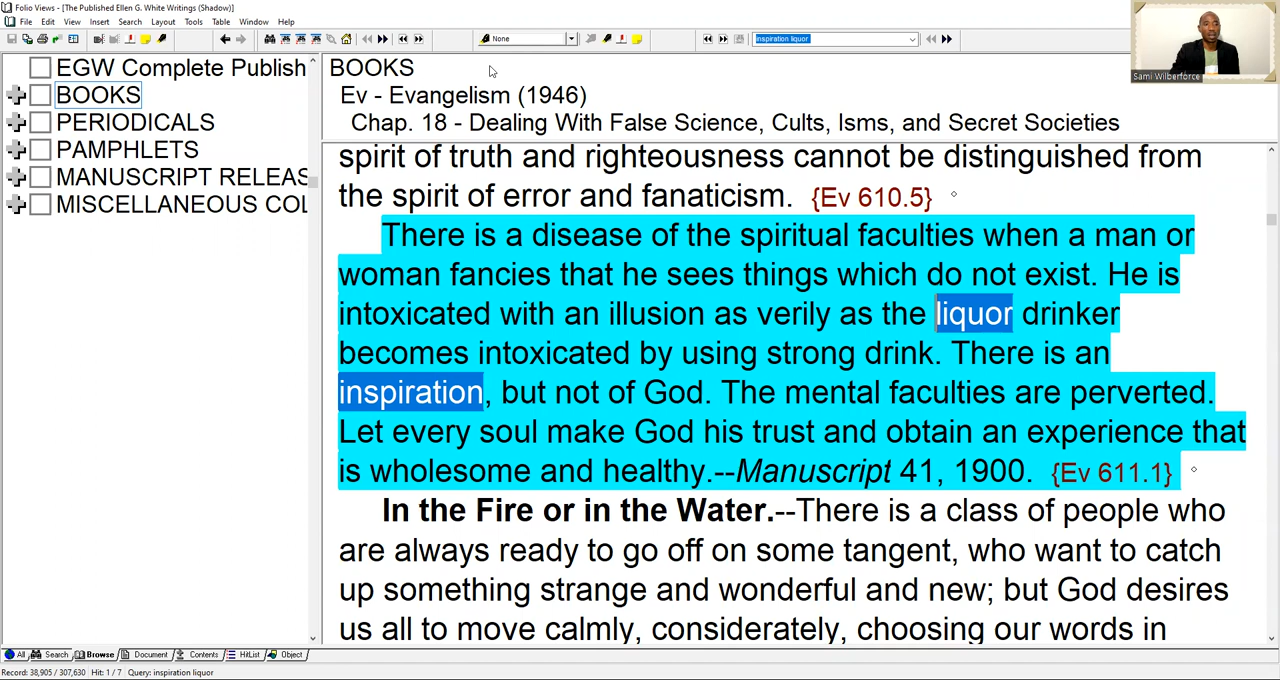 Folio Views - [The Published Ellen G. White Writings (Shadow)]
File Edit View Insert Search Layout Tools Table Window Help
None
inspiration liquor
Sami Wilberforce
EGW Complete Publish
BOOKS
PERIODICALS
PAMPHLETS
MANUSCRIPT RELEAS
MISCELLANEOUS COL
BOOKS
Ev - Evangelism (1946)
Chap. 18 - Dealing With False Science, Cults, Isms, and Secret Societies
spirit of truth and righteousness cannot be distinguished from
the spirit of error and fanaticism. {Ev 610.5}
There is a disease of the spiritual faculties when a man or
woman fancies that he sees things which do not exist. He is
intoxicated with an illusion as verily as the liquor drinker
becomes intoxicated by using strong drink. There is an
inspiration, but not of God. The mental faculties are perverted.
Let every soul make God his trust and obtain an experience that
is wholesome and healthy.--Manuscript 41, 1900. {Ev 611.1}
In the Fire or in the Water.--There is a class of people who
are always ready to go off on some tangent, who want to catch
up something strange and wonderful and new; but God desires
us all to move calmly, considerately, choosing our words in
All Search Browse Document Contents HitList Object
Record: 38,905 / 307,630 Hit: 1 / 7 Query: inspiration liquor